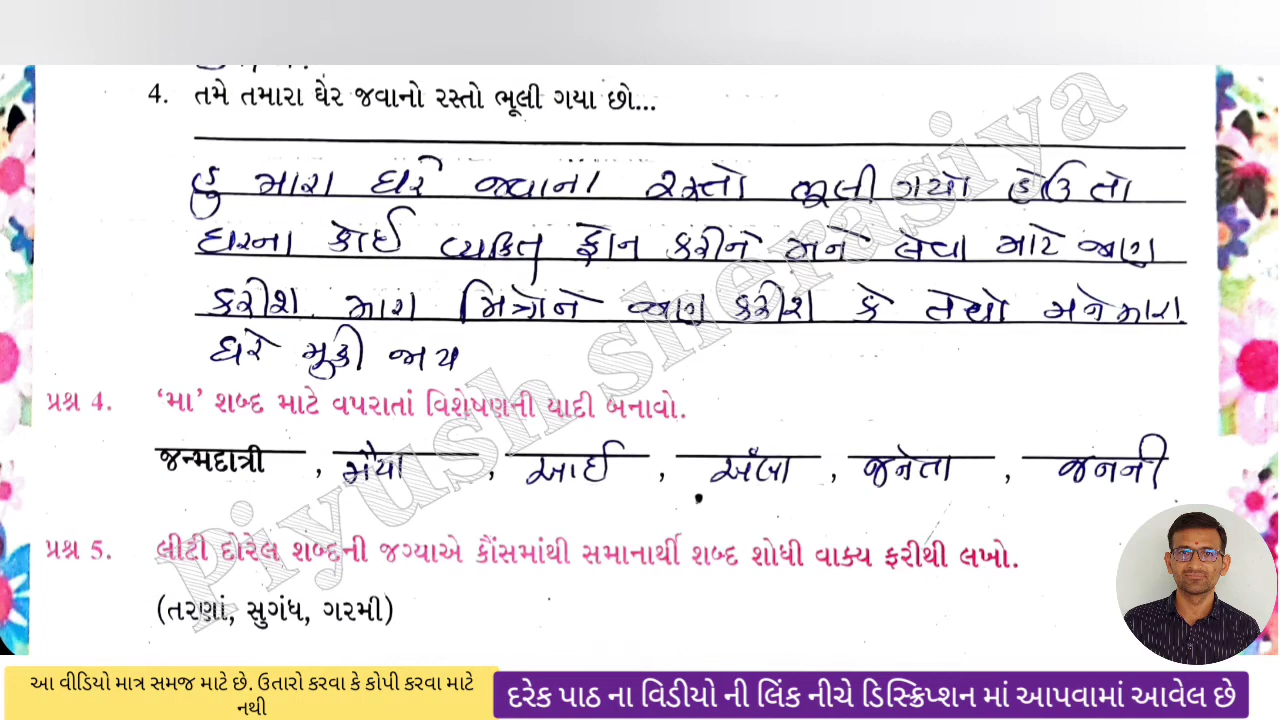 4. તમે તમારા ઘેર જવાનો રસ્તો ભૂલી ગયા છો...
હું મારા ઘરે જવાના રસ્તો ભૂલી ગયો હોઉ તો
ઘરના કોઈ વ્યકિત ફોન કરીને મને લેવા માટે જાણ
કરીશ. મારા મિત્રોને જાણ કરીશ કે તેઓ મને મારા
ઘરે મુકી જાય
પ્રશ્ન 4. ‘મા’ શબ્દ માટે વપરાતાં વિશેષણની યાદી બનાવો.
જન્મદાત્રી , મૈયા , આઈ , અંબા , જનેતા , જનની
પ્રશ્ન 5. લીટી દોરેલ શબ્દની જગ્યાએ કૌંસમાંથી સમાનાર્થી શબ્દ શોધી વાક્ય ફરીથી લખો.
(તરણાં, સુગંધ, ગરમી)
Piyush sherasiya
આ વીડિયો માત્ર સમજ માટે છે. ઉતારો કરવા કે કોપી કરવા માટે
નથી
દરેક પાઠ ના વિડીયો ની લિંક નીચે ડિસ્ક્રિપ્શન માં આપવામાં આવેલ છે